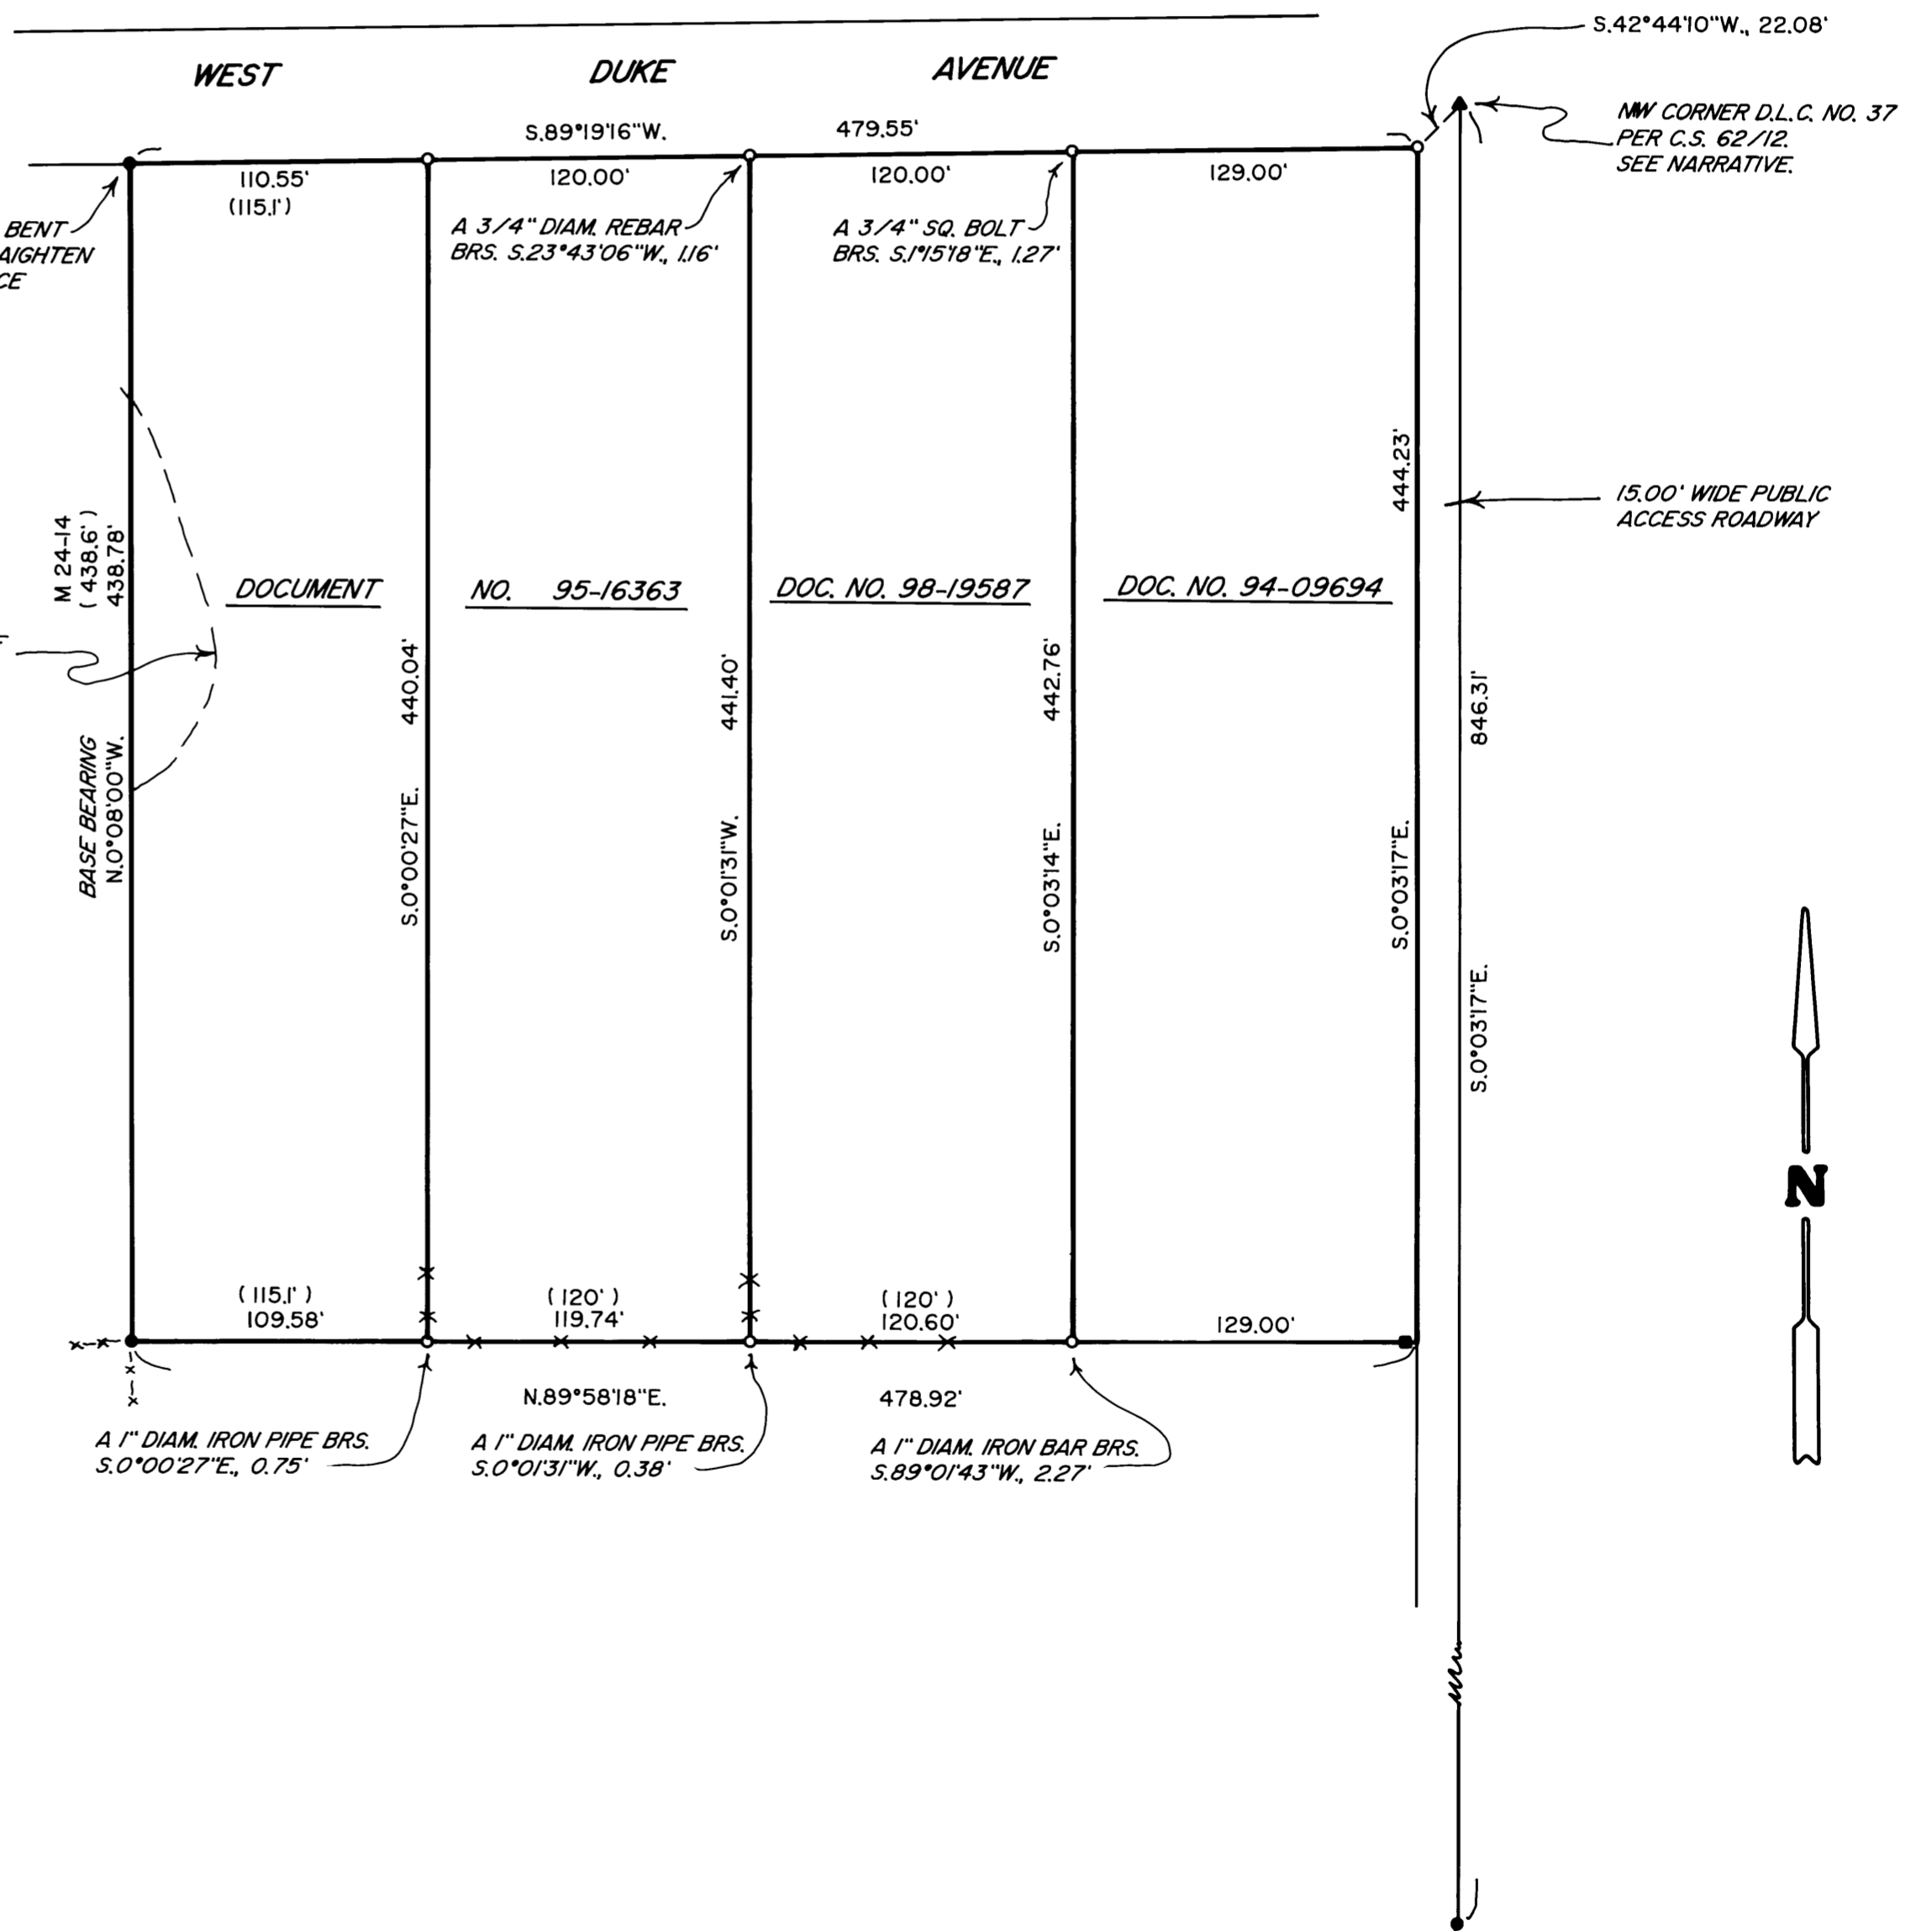 S.42°44'10"W., 22.08'
WEST DUKE AVENUE
NW CORNER D.L.C. NO. 37
PER C.S. 62/12.
SEE NARRATIVE.
S.89°19'16"W. 479.55'
110.55'
(115.1')
120.00'
120.00'
129.00'
BENT
AIGHTEN
CE
A 3/4" DIAM. REBAR
BRS. S.23°43'06"W., 1.16'
A 3/4" SQ. BOLT
BRS. S.1°15'18"E., 1.27'
15.00' WIDE PUBLIC
ACCESS ROADWAY
M 24-14
(438.6')
438.78'
BASE BEARING
N.0°08'00"W.
DOCUMENT NO. 95-16363
DOC. NO. 98-19587
DOC. NO. 94-09694
440.04'
S.0°00'27"E.
441.40'
S.0°01'31"W.
442.76'
S.0°03'14"E.
444.23'
S.0°03'17"E.
846.31'
S.0°03'17"E.
N
(115.1')
109.58'
(120')
119.74'
(120')
120.60'
129.00'
N.89°58'18"E. 478.92'
A 1" DIAM. IRON PIPE BRS.
S.0°00'27"E., 0.75'
A 1" DIAM. IRON PIPE BRS.
S.0°01'31"W., 0.38'
A 1" DIAM. IRON BAR BRS.
S.89°01'43"W., 2.27'